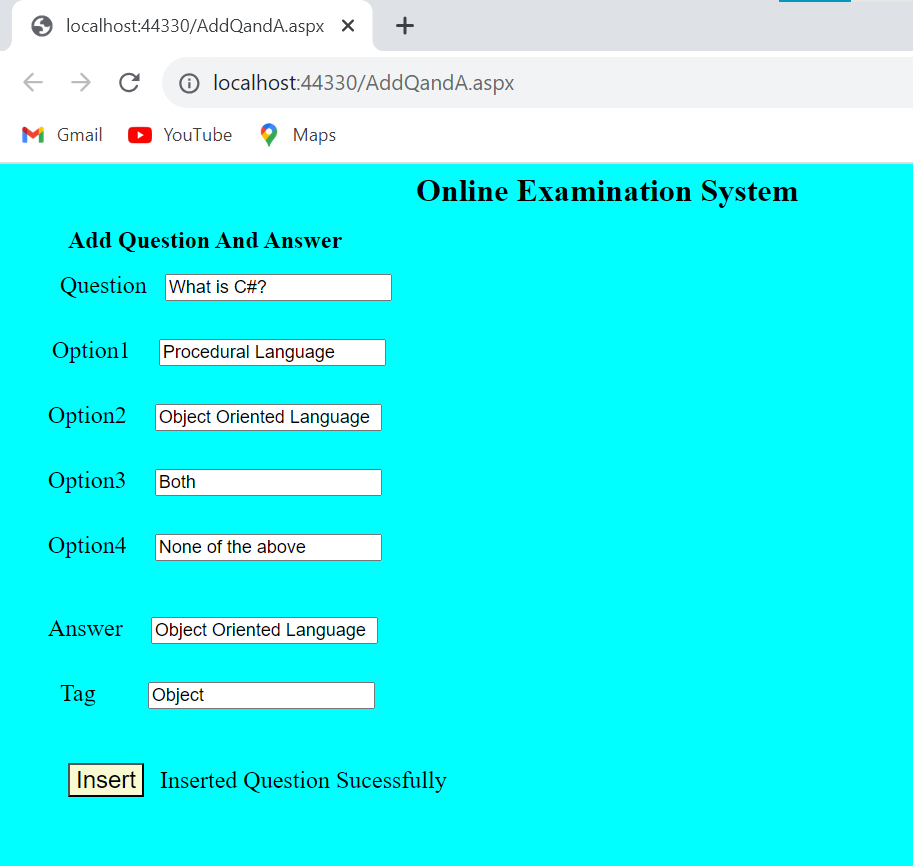 localhost:44330/AddQandA.aspx
localhost:44330/AddQandA.aspx
Gmail YouTube Maps
Online Examination System
Add Question And Answer
Question What is C#?
Option1 Procedural Language
Option2 Object Oriented Language
Option3 Both
Option4 None of the above
Answer Object Oriented Language
Tag Object
Insert Inserted Question Sucessfully